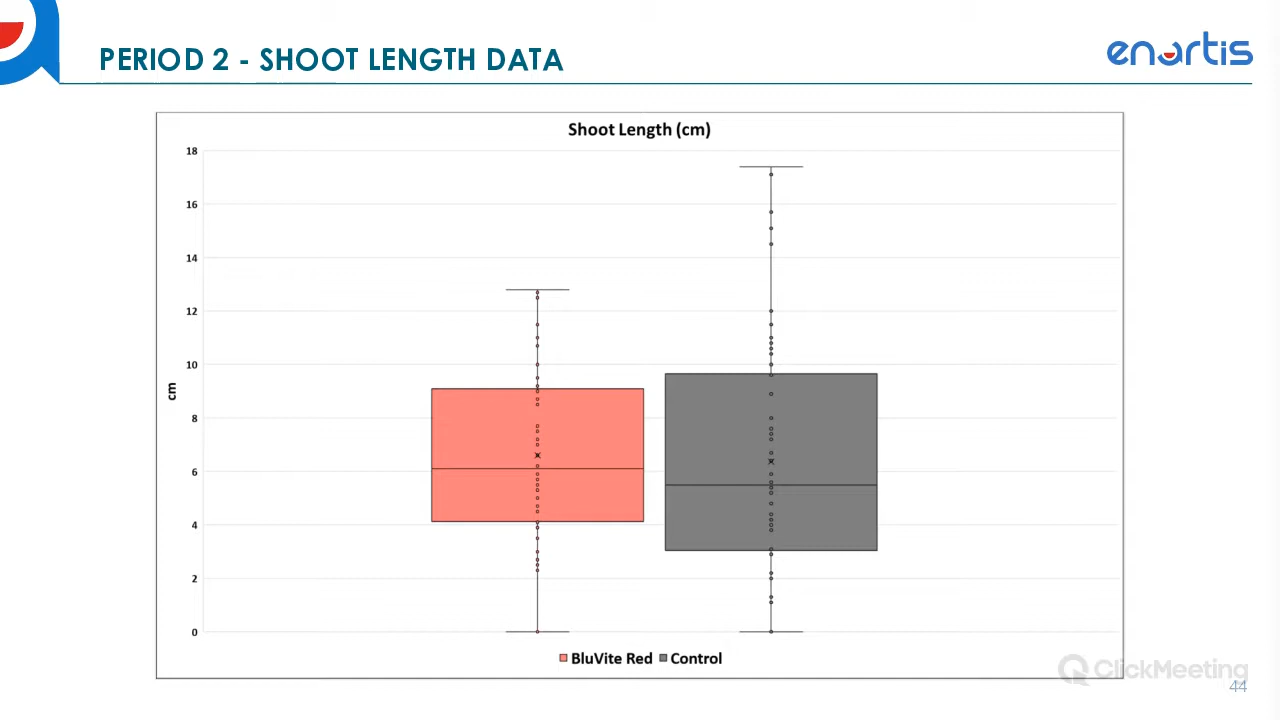 PERIOD 2 - SHOOT LENGTH DATA
enartis
Shoot Length (cm)
18
16
14
12
10
8
6
4
2
0
cm
BluVite Red
Control
ClickMeeting
44